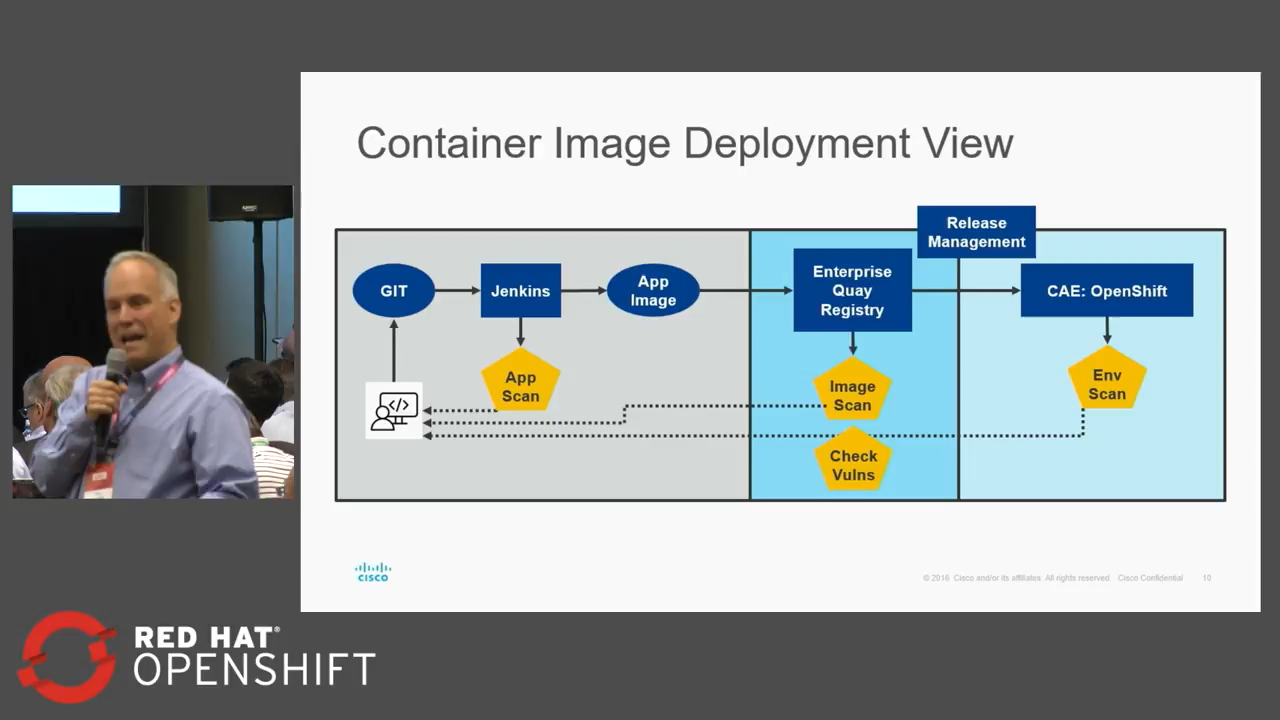 Container Image Deployment View
Release
Management
GIT
Jenkins
App
Image
Enterprise
Quay
Registry
CAE: OpenShift
App
Scan
Image
Scan
Env
Scan
</>
Check
Vulns
CISCO
© 2016 Cisco and/or its affiliates All rights reserved Cisco Confidential 10
RED HAT®
OPENSHIFT